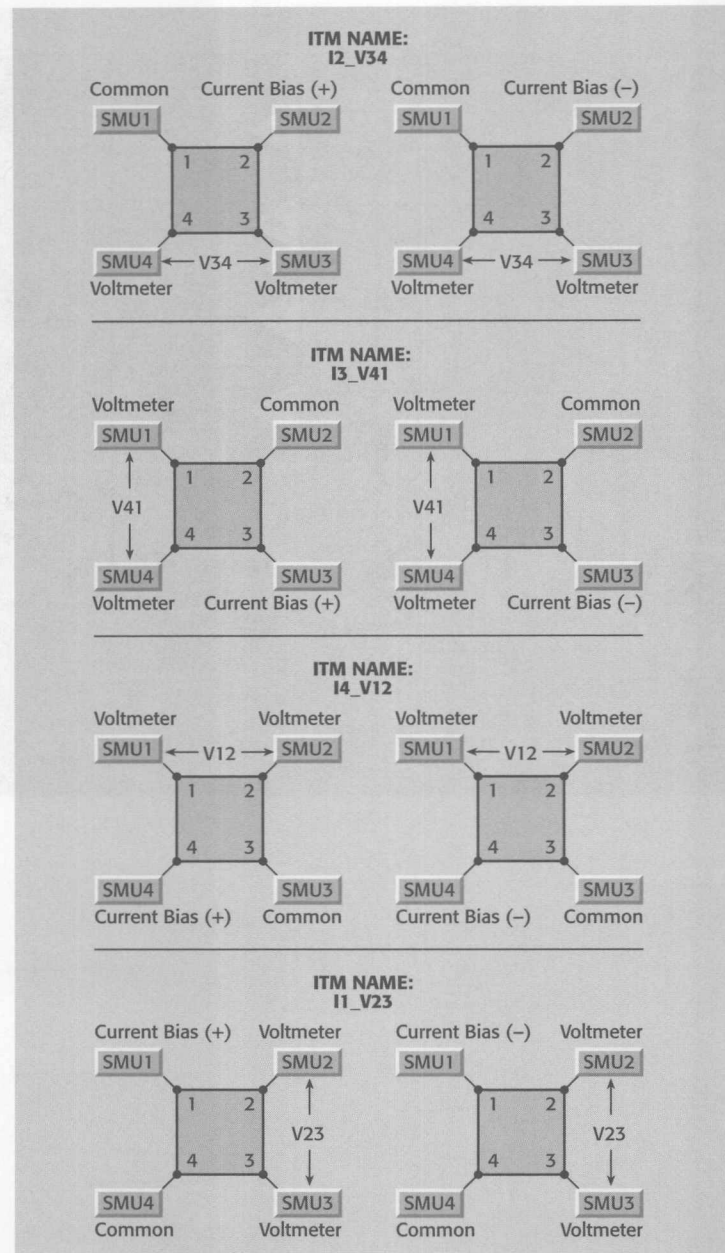 ITM NAME:
I2_V34
Common Current Bias (+) Common Current Bias (–)
SMU1 SMU2 SMU1 SMU2
1 2 1 2
4 3 4 3
SMU4 V34 SMU3 SMU4 V34 SMU3
Voltmeter Voltmeter Voltmeter Voltmeter
ITM NAME:
I3_V41
Voltmeter Common Voltmeter Common
SMU1 SMU2 SMU1 SMU2
1 2 1 2
V41 V41
4 3 4 3
SMU4 SMU3 SMU4 SMU3
Voltmeter Current Bias (+) Voltmeter Current Bias (–)
ITM NAME:
I4_V12
Voltmeter Voltmeter Voltmeter Voltmeter
SMU1 V12 SMU2 SMU1 V12 SMU2
1 2 1 2
4 3 4 3
SMU4 SMU3 SMU4 SMU3
Current Bias (+) Common Current Bias (–) Common
ITM NAME:
I1_V23
Current Bias (+) Voltmeter Current Bias (–) Voltmeter
SMU1 SMU2 SMU1 SMU2
1 2 1 2
V23 V23
4 3 4 3
SMU4 SMU3 SMU4 SMU3
Common Voltmeter Common Voltmeter